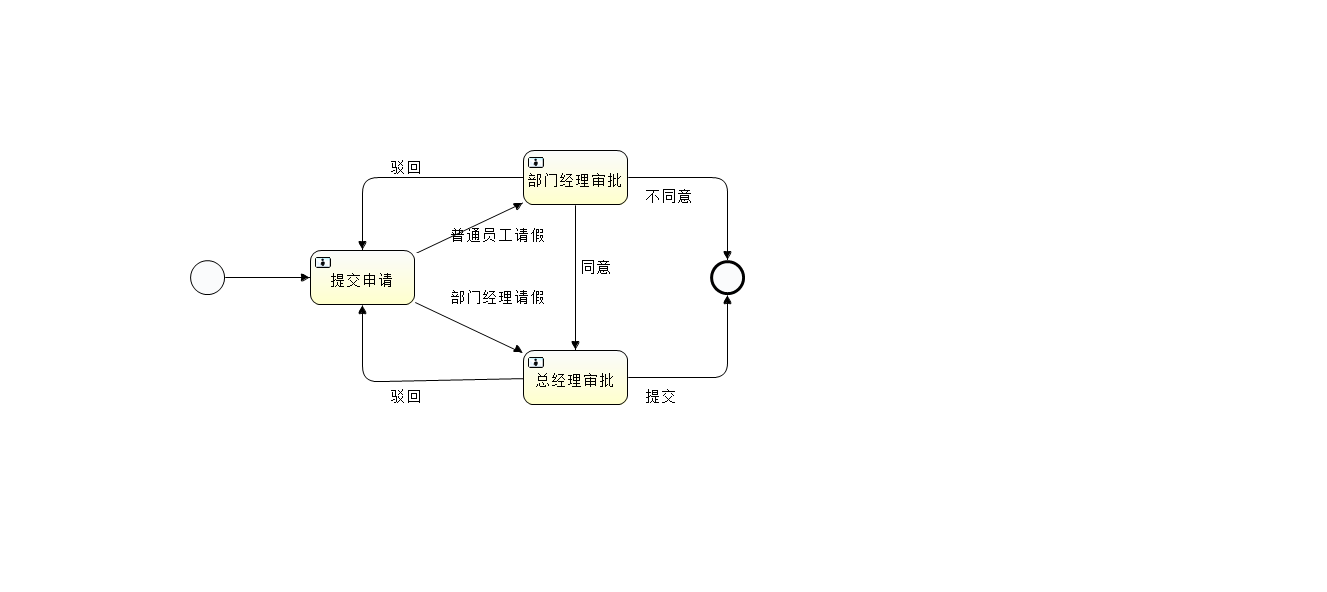 驳回
部门经理审批
不同意
普通员工请假
同意
提交申请
部门经理请假
总经理审批
驳回
提交